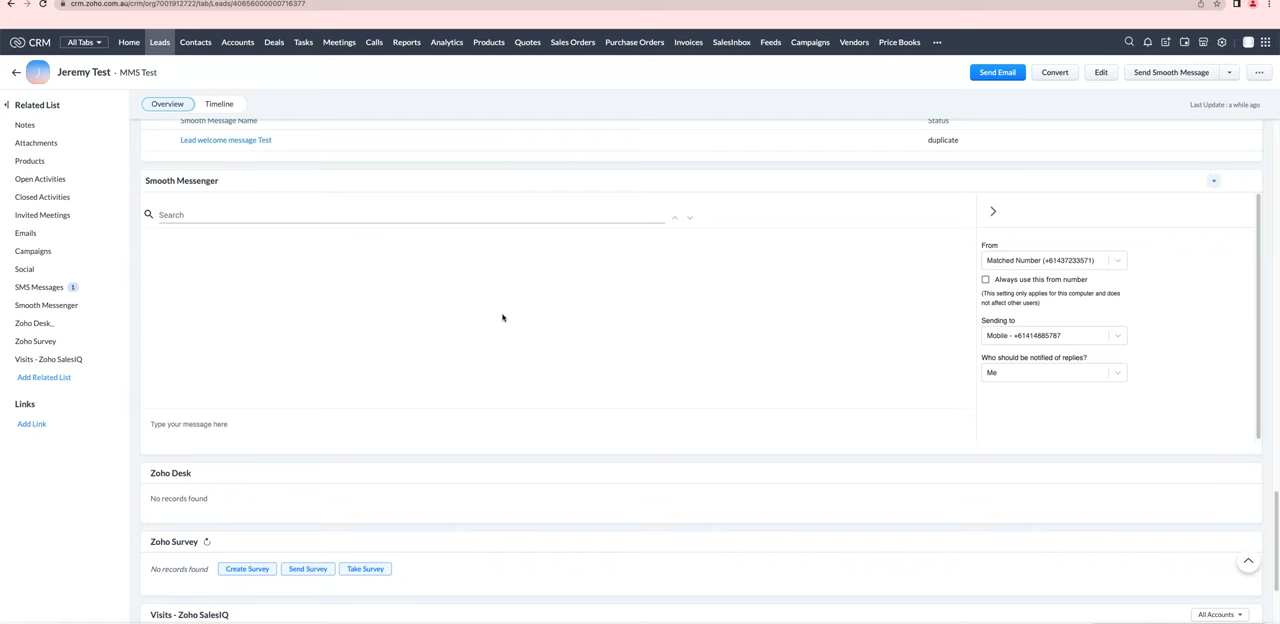 crm.zoho.com.au/crm/org7001912722/tab/Leads/40656000000716377
CRM All Tabs Home Leads Contacts Accounts Deals Tasks Meetings Calls Reports Analytics Products Quotes Sales Orders Purchase Orders Invoices SalesInbox Feeds Campaigns Vendors Price Books
J Jeremy Test - MMS Test Send Email Convert Edit Send Smooth Message
Related List
Notes
Attachments
Products
Open Activities
Closed Activities
Invited Meetings
Emails
Campaigns
Social
SMS Messages 1
Smooth Messenger
Zoho Desk_
Zoho Survey
Visits - Zoho SalesIQ
Add Related List
Links
Add Link
Overview Timeline Last Update : a while ago
Smooth Message Name Status
Lead welcome message Test duplicate
Smooth Messenger
Search
Type your message here
From
Matched Number (+61437233571)
Always use this from number
(This setting only applies for this computer and does
not affect other users)
Sending to
Mobile - +61414885787
Who should be notified of replies?
Me
Zoho Desk
No records found
Zoho Survey
No records found Create Survey Send Survey Take Survey
Visits - Zoho SalesIQ All Accounts